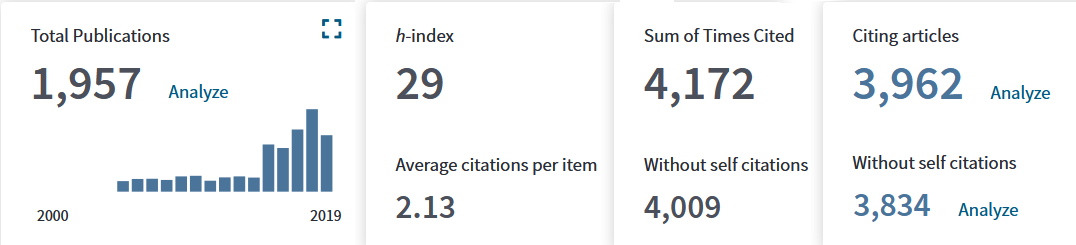 Total Publications
1,957 Analyze
2000 2019
h-index
29
Average citations per item
2.13
Sum of Times Cited
4,172
Without self citations
4,009
Citing articles
3,962 Analyze
Without self citations
3,834 Analyze